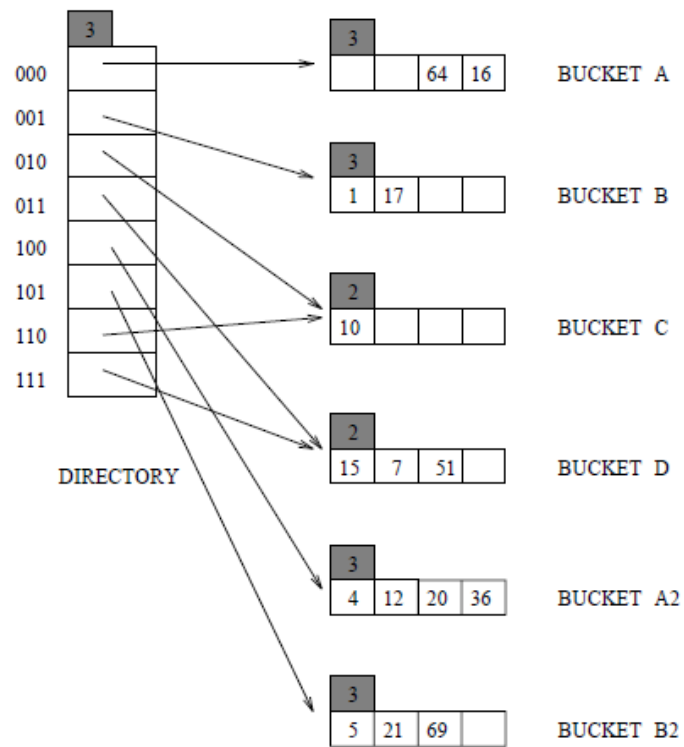 3
3
000
64 16
BUCKET A
001
3
010
1 17
BUCKET B
011
100
2
101
10
BUCKET C
110
111
2
15 7 51
BUCKET D
DIRECTORY
3
4 12 20 36
BUCKET A2
3
5 21 69
BUCKET B2